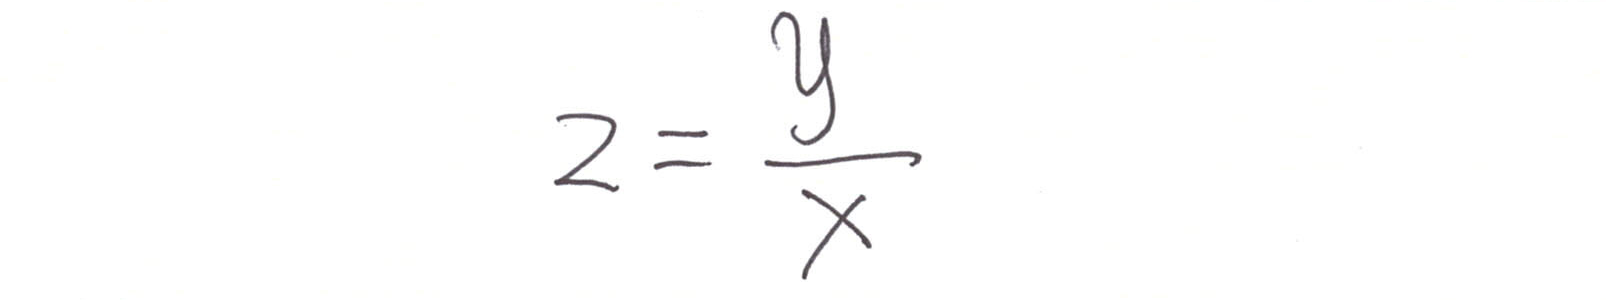 z = y/x